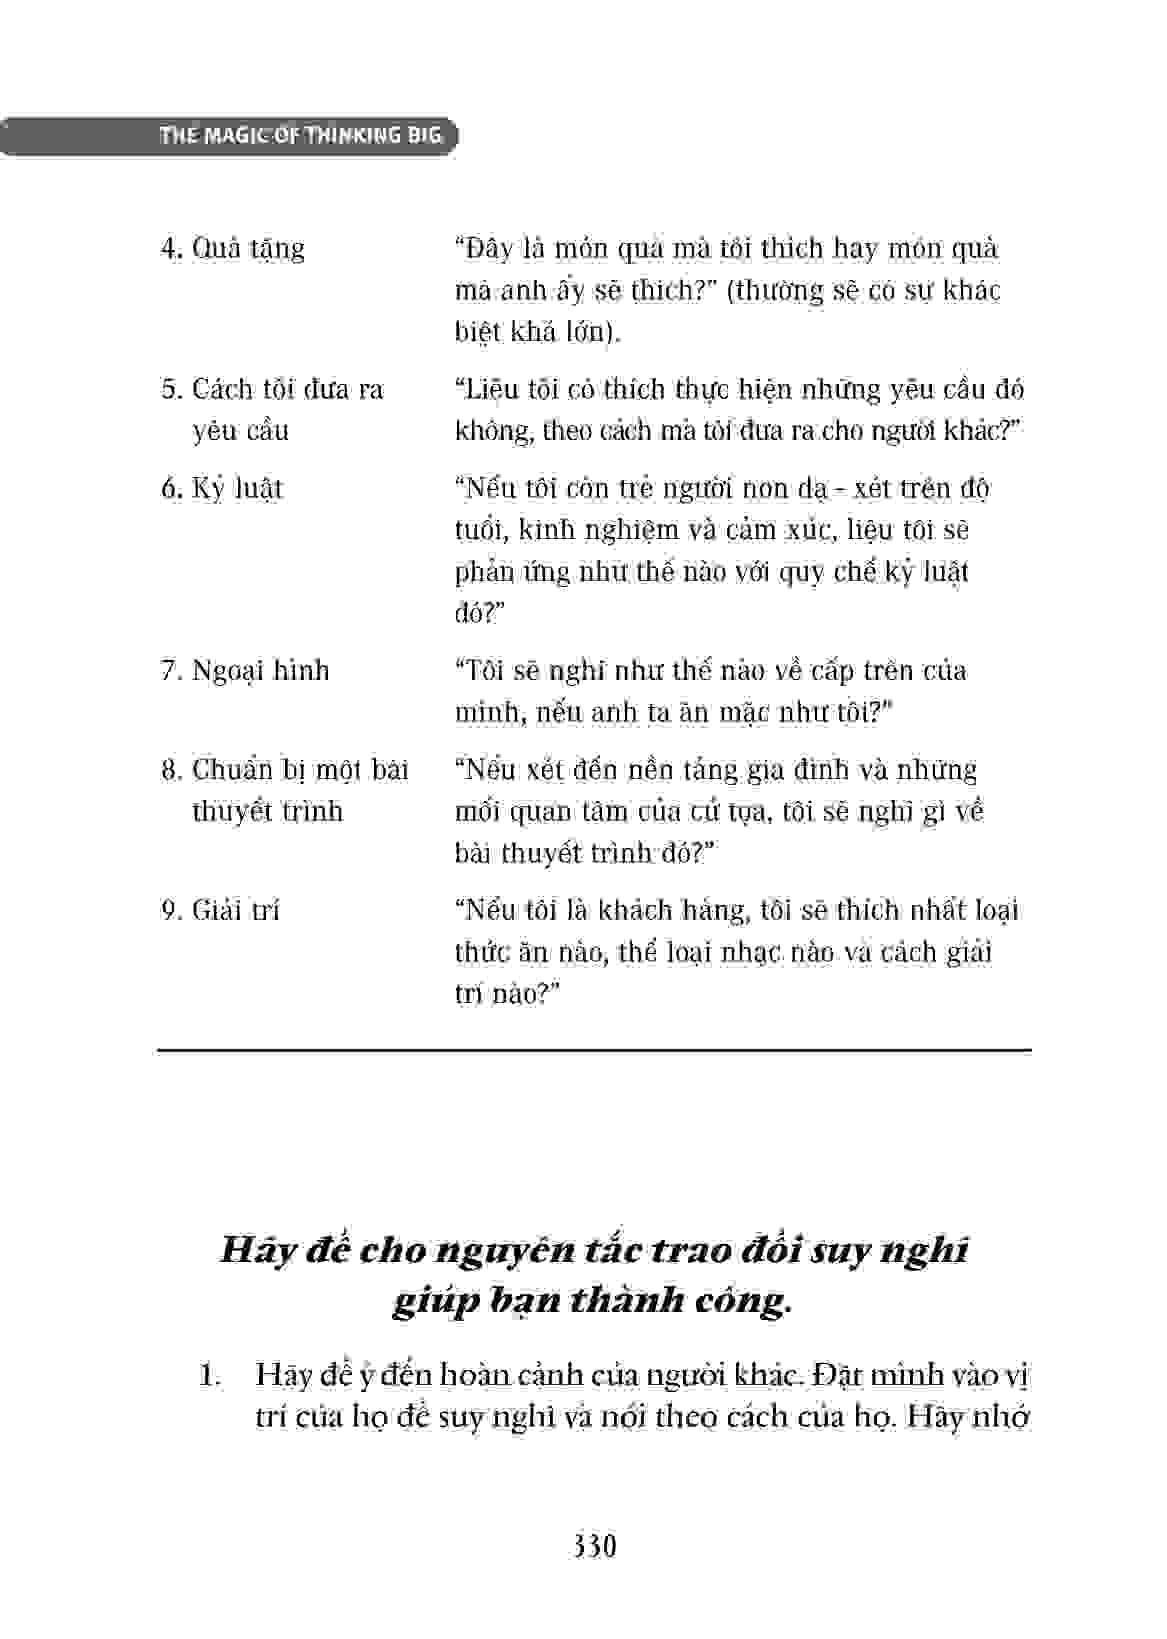 THE MAGIC OF THINKING BIG
4. Quà tặng “Đây là món quà mà tôi thích hay món quà
mà anh ấy sẽ thích?” (thường sẽ có sự khác
biệt khá lớn).
5. Cách tôi đưa ra “Liệu tôi có thích thực hiện những yêu cầu đó
yêu cầu không, theo cách mà tôi đưa ra cho người khác?”
6. Kỷ luật “Nếu tôi còn trẻ người non dạ - xét trên độ
tuổi, kinh nghiệm và cảm xúc, liệu tôi sẽ
phản ứng như thế nào với quy chế kỷ luật
đó?”
7. Ngoại hình “Tôi sẽ nghĩ như thế nào về cấp trên của
mình, nếu anh ta ăn mặc như tôi?”
8. Chuẩn bị một bài “Nếu xét đến nền tảng gia đình và những
thuyết trình mối quan tâm của cử tọa, tôi sẽ nghĩ gì về
bài thuyết trình đó?”
9. Giải trí “Nếu tôi là khách hàng, tôi sẽ thích nhất loại
thức ăn nào, thể loại nhạc nào và cách giải
trí nào?”
Hãy để cho nguyên tắc trao đổi suy nghĩ
giúp bạn thành công.
1. Hãy để ý đến hoàn cảnh của người khác. Đặt mình vào vị
trí của họ để suy nghĩ và nói theo cách của họ. Hãy nhớ
330